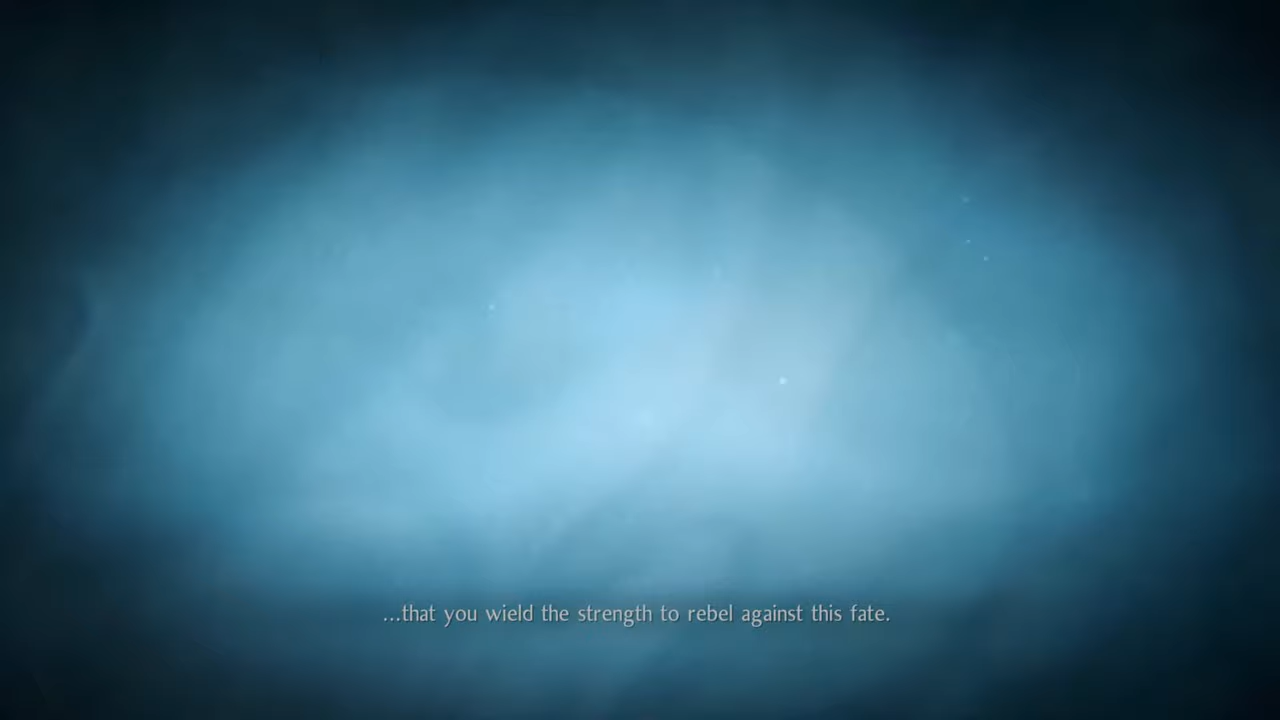 ...that you wield the strength to rebel against this fate.